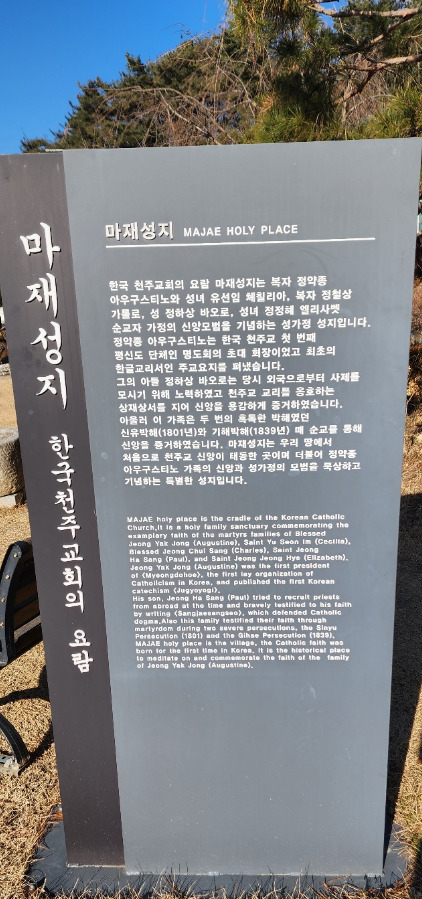 마재성지
한국천주교회의 요람
마재성지 MAJAE HOLY PLACE
한국 천주교회의 요람 마재성지는 복자 정약종
아우구스티노와 성녀 유선임 체칠리아, 복자 정철상
가롤로, 성 정하상 바오로, 성녀 정정혜 엘리사벳
순교자 가정의 신앙모범을 기념하는 성가정 성지입니다.
정약종 아우구스티노는 한국 천주교 첫 번째
평신도 단체인 명도회의 초대 회장이었고 최초의
한글교리서인 주교요지를 펴냈습니다.
그의 아들 정하상 바오로는 당시 외국으로부터 사제를
모시기 위해 노력하였고 천주교 교리를 옹호하는
상재상서를 지어 신앙을 용감하게 증거하였습니다.
아울러 이 가족은 두 번의 혹독한 박해였던
신유박해(1801년)와 기해박해(1839년) 때 순교를 통해
신앙을 증거하였습니다. 마재성지는 우리 땅에서
처음으로 천주교 신앙이 태동한 곳이며 더불어 정약종
아우구스티노 가족의 신앙과 성가정의 모범을 묵상하고
기념하는 특별한 성지입니다.
MAJAE holy place is the cradle of the Korean Catholic
Church.It is a holy family sanctuary commemorating the
examplary faith of the martyrs families of Blessed
Jeong Yak Jong (Augustine), Saint Yu Seon Im (Cecilia),
Blessed Jeong Chul Sang (Charles), Saint Jeong
Ha Sang (Paul), and Saint Jeong Jeong Hye (Elizabeth).
Jeong Yak Jong (Augustine) was the first president
of (Myeongdohoe), the first lay organization of
Catholicism in Korea, and published the first Korean
catechism (Jugyoyogi).
His son, Jeong Ha Sang (Paul) tried to recruit priests
from abroad at the time and bravely testified to his faith
by writing (Sangjaesangseo), which defended Catholic
dogma.Also this family testified their faith through
martyrdom during two severe persecutions, the Sinyu
Persecution (1801) and the Gihae Persecution (1839).
MAJAE holy place is the village, the Catholic faith was
born for the first time in Korea. It is the historical place
to meditate on and commemorate the faith of the family
of Jeong Yak Jong (Augustine).